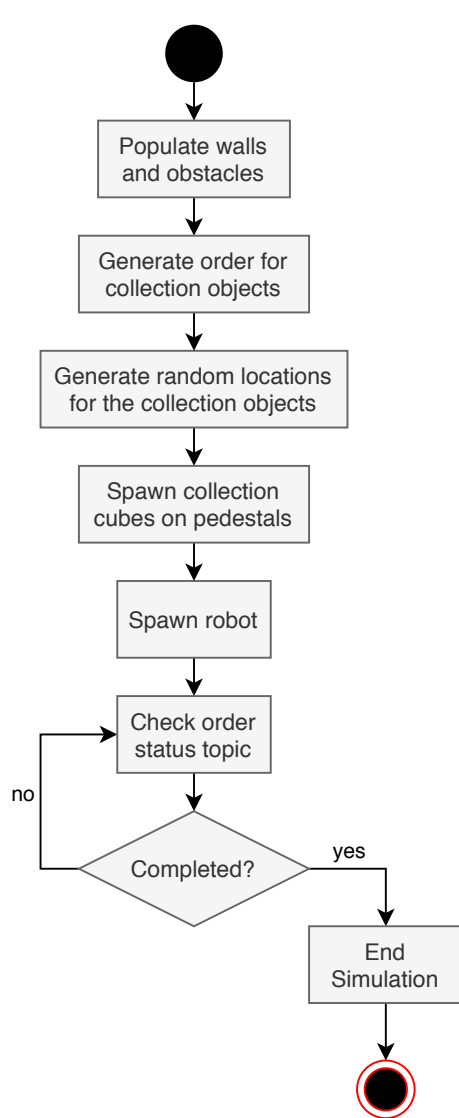 Populate walls
and obstacles
Generate order for
collection objects
Generate random locations
for the collection objects
Spawn collection
cubes on pedestals
Spawn robot
Check order
status topic
no
Completed?
yes
End
Simulation